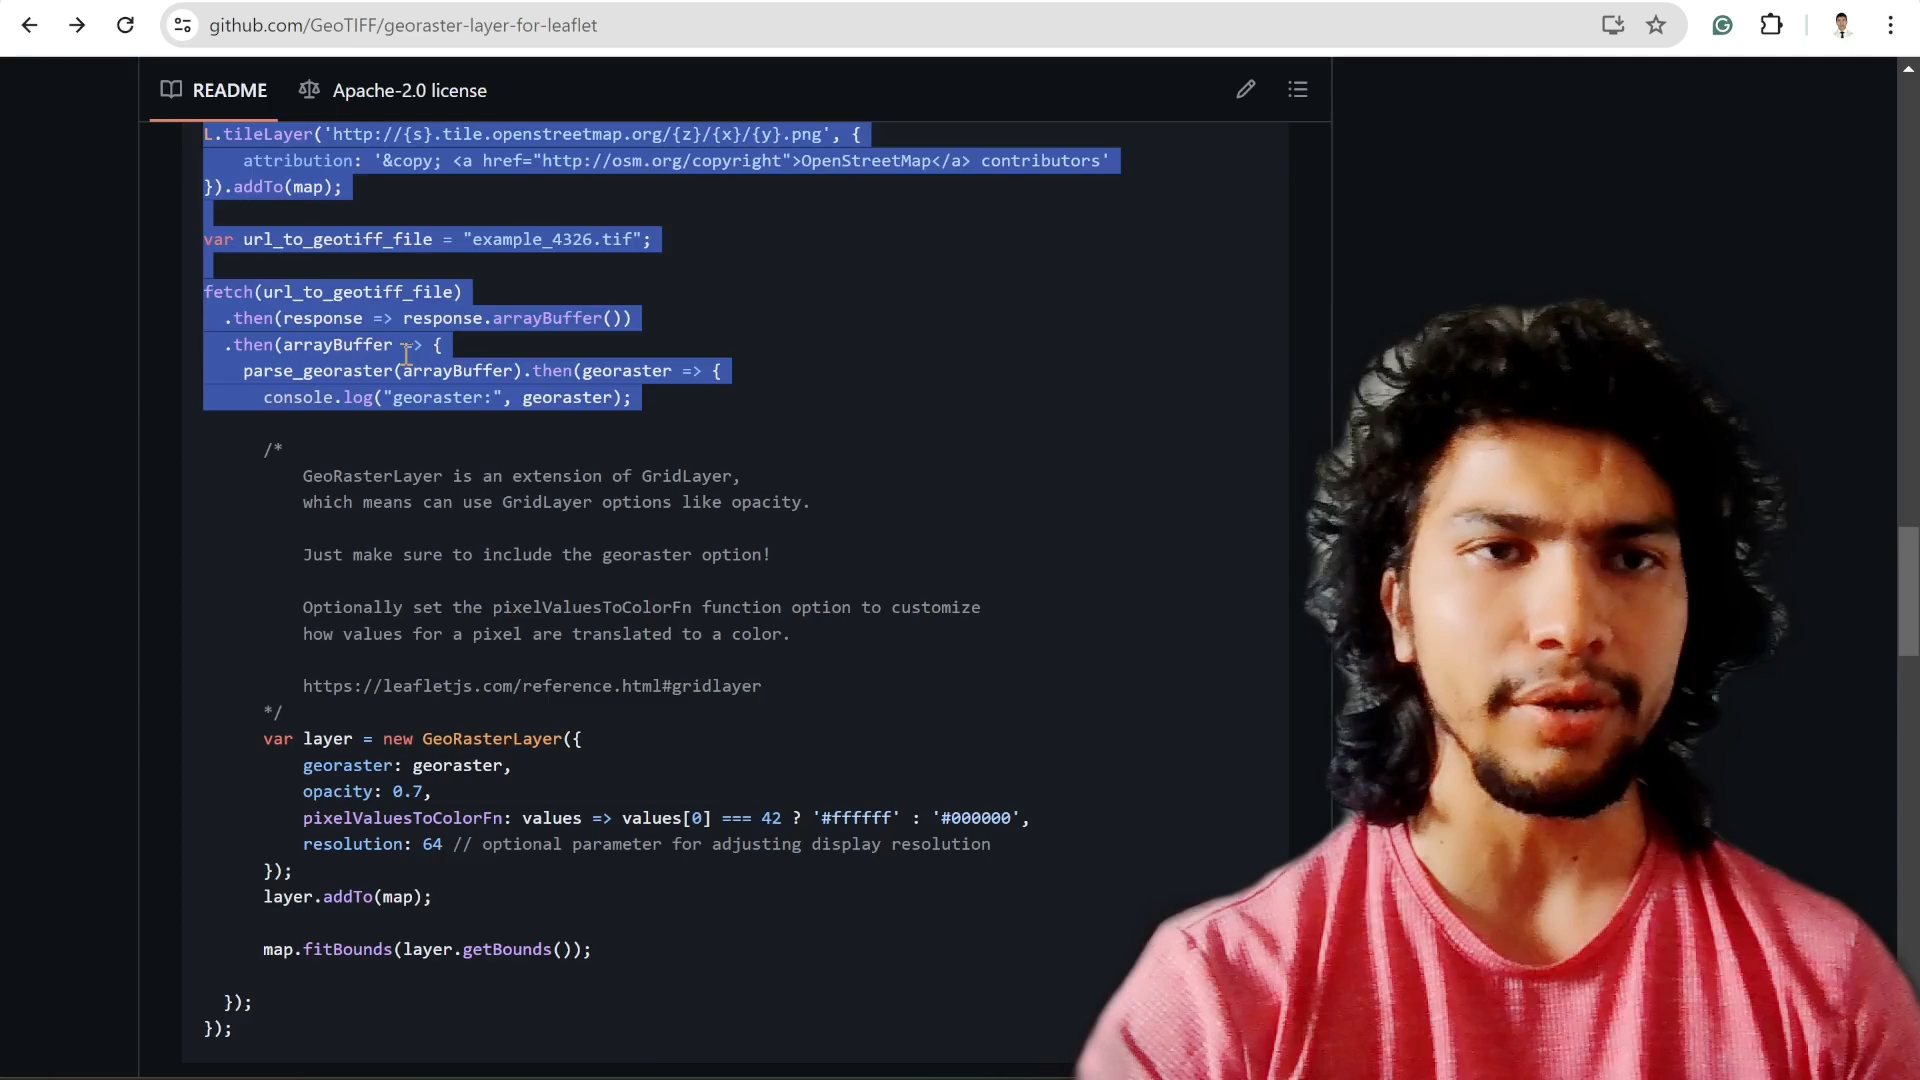 github.com/GeoTIFF/georaster-layer-for-leaflet
README Apache-2.0 license
L.tileLayer('http://{s}.tile.openstreetmap.org/{z}/{x}/{y}.png', {
attribution: '&copy; <a href="http://osm.org/copyright">OpenStreetMap</a> contributors'
}).addTo(map);
var url_to_geotiff_file = "example_4326.tif";
fetch(url_to_geotiff_file)
.then(response => response.arrayBuffer())
.then(arrayBuffer => {
parse_georaster(arrayBuffer).then(georaster => {
console.log("georaster:", georaster);
/*
GeoRasterLayer is an extension of GridLayer,
which means can use GridLayer options like opacity.
Just make sure to include the georaster option!
Optionally set the pixelValuesToColorFn function option to customize
how values for a pixel are translated to a color.
https://leafletjs.com/reference.html#gridlayer
*/
var layer = new GeoRasterLayer({
georaster: georaster,
opacity: 0.7,
pixelValuesToColorFn: values => values[0] === 42 ? '#ffffff' : '#000000',
resolution: 64 // optional parameter for adjusting display resolution
});
layer.addTo(map);
map.fitBounds(layer.getBounds());
});
});